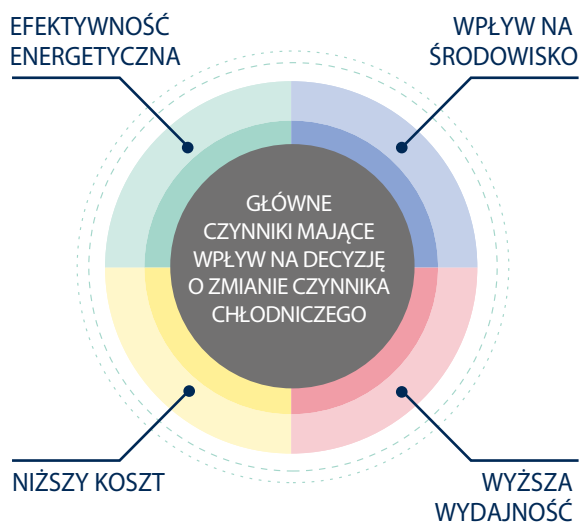 EFEKTYWNOŚĆ
ENERGETYCZNA
WPŁYW NA
ŚRODOWISKO
GŁÓWNE
CZYNNIKI MAJĄCE
WPŁYW NA DECYZJĘ
O ZMIANIE CZYNNIKA
CHŁODNICZEGO
NIŻSZY KOSZT
WYŻSZA
WYDAJNOŚĆ